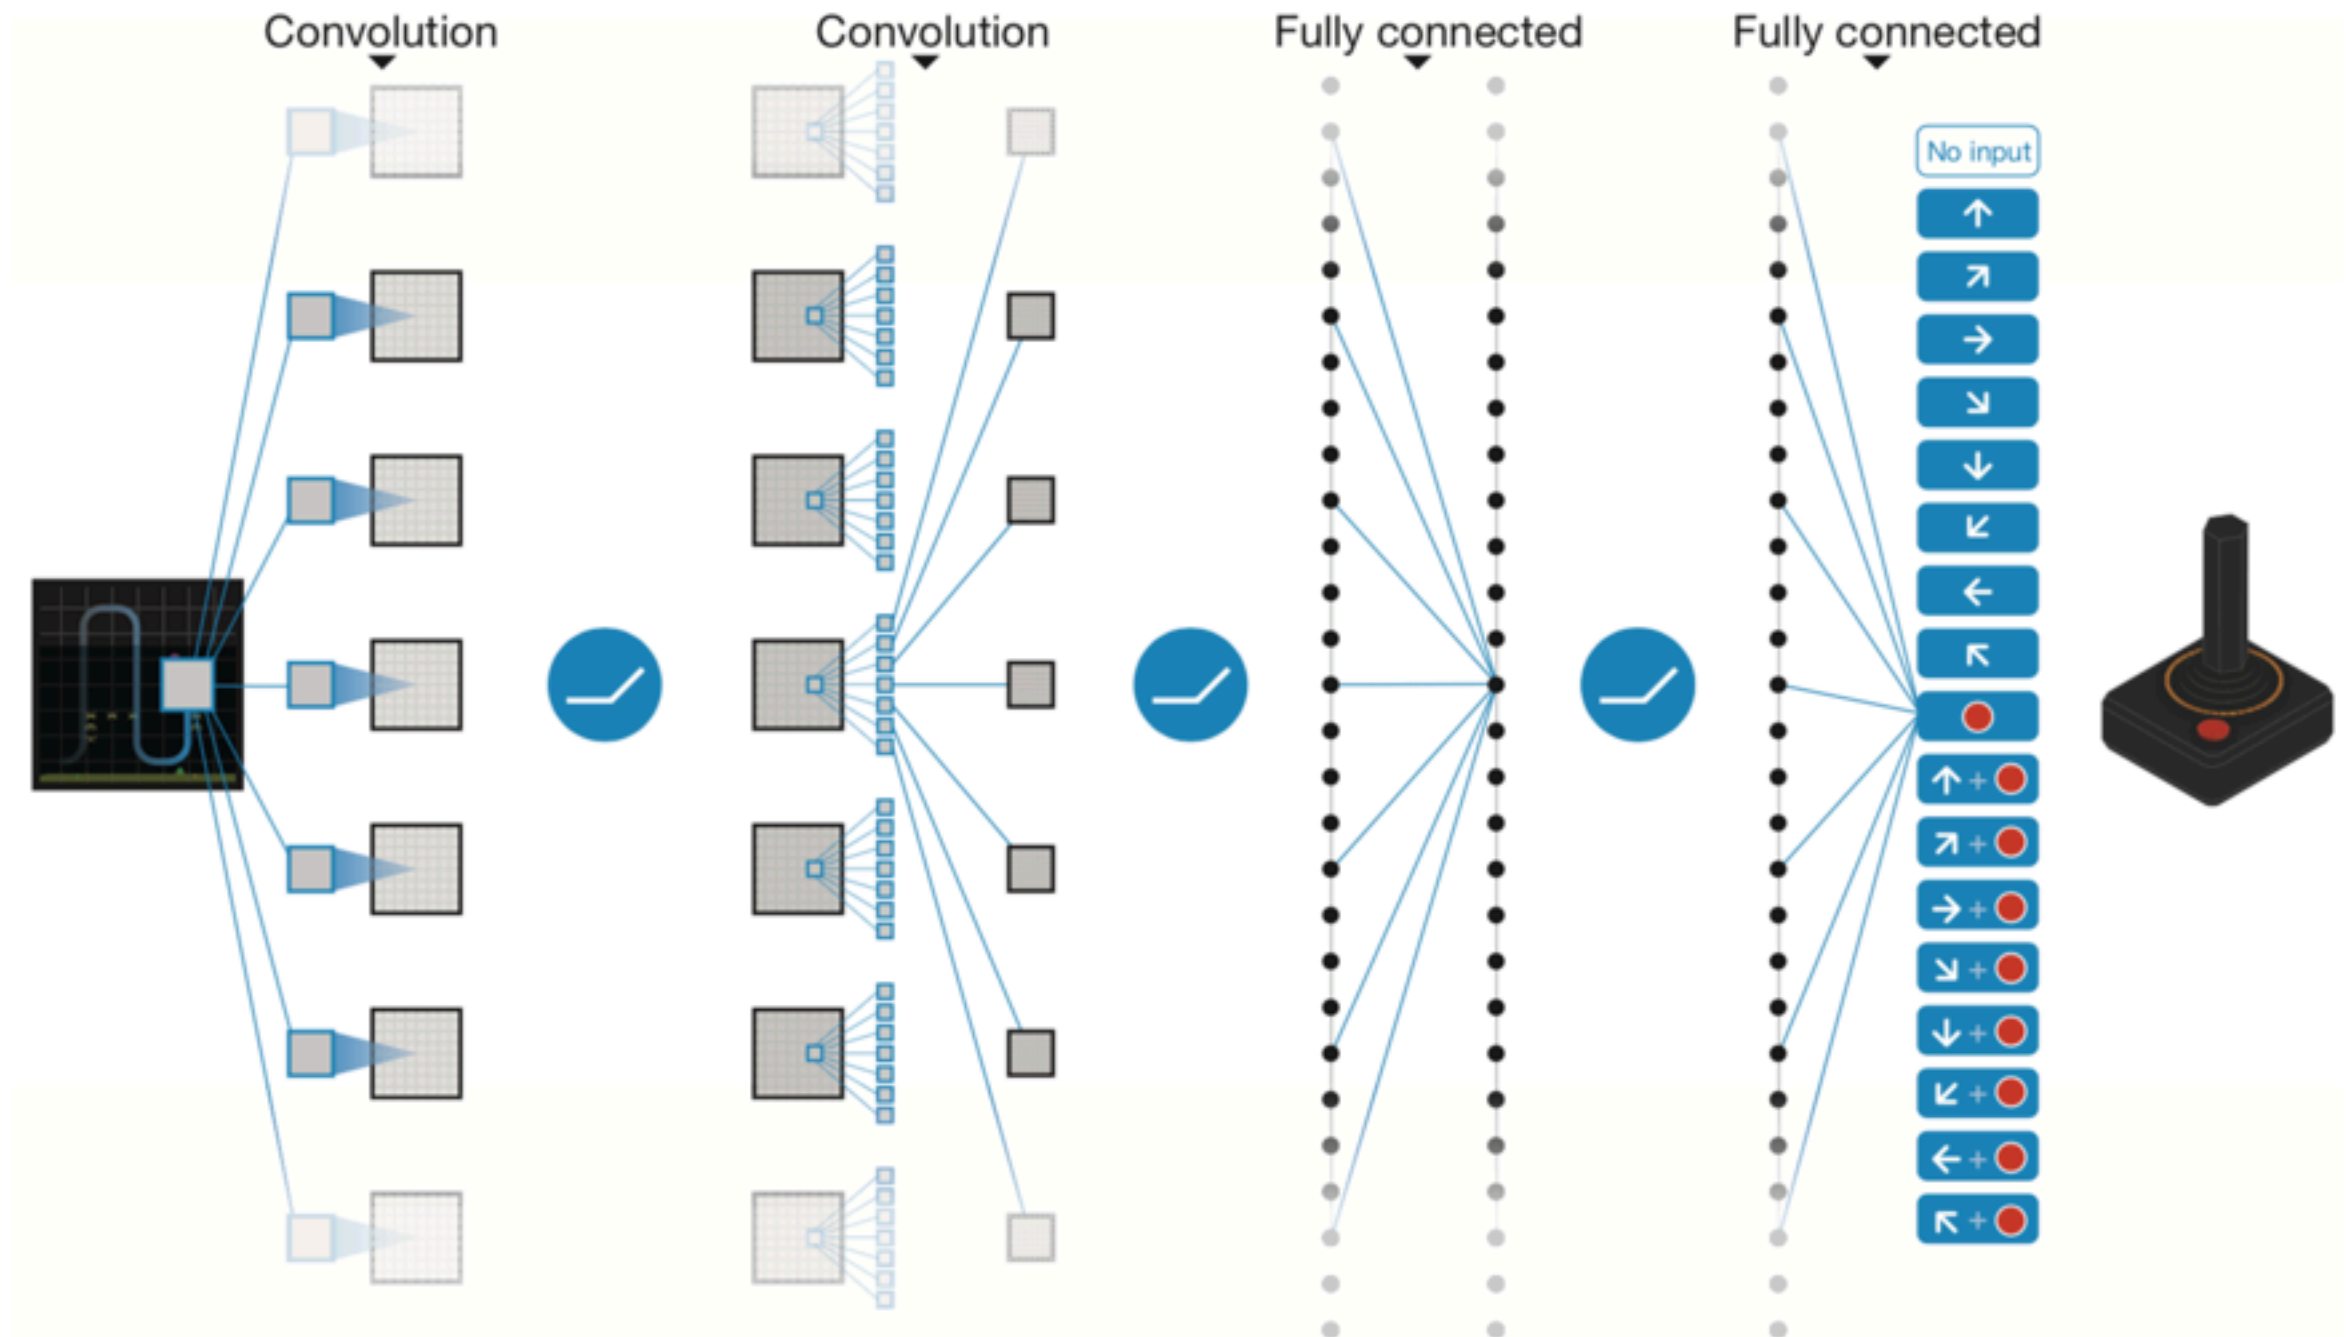 Convolution
Convolution
Fully connected
Fully connected
No input
+
+
+
+
+
+
+
+